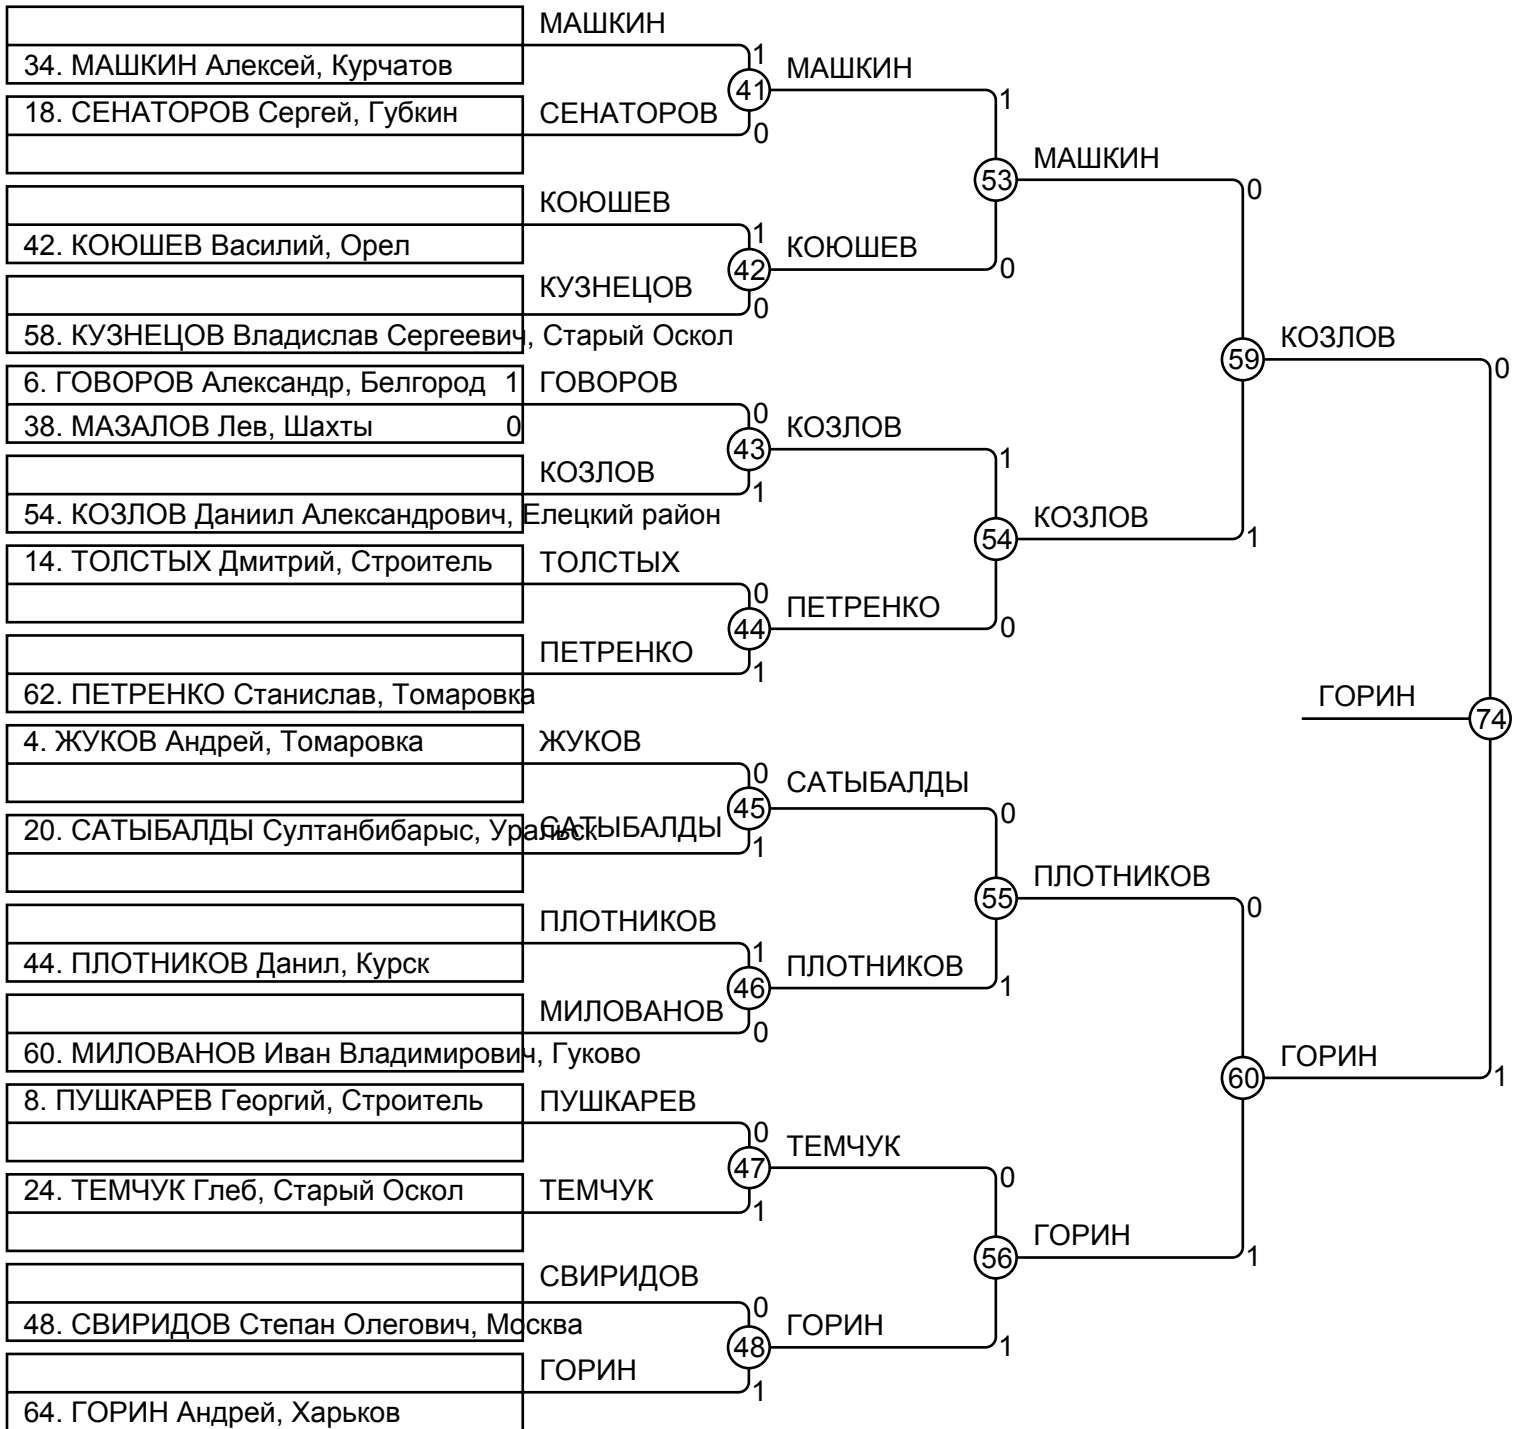 МАШКИН
34. МАШКИН Алексей, Курчатов
1
МАШКИН
41
18. СЕНАТОРОВ Сергей, Губкин
СЕНАТОРОВ
0
1
53
МАШКИН
0
КОЮШЕВ
42. КОЮШЕВ Василий, Орел
1
КОЮШЕВ
42
0
КУЗНЕЦОВ
0
58. КУЗНЕЦОВ Владислав Сергеевич, Старый Оскол
59
КОЗЛОВ
0
6. ГОВОРОВ Александр, Белгород 1
ГОВОРОВ
0
38. МАЗАЛОВ Лев, Шахты 0
43
КОЗЛОВ
1
КОЗЛОВ
1
54. КОЗЛОВ Даниил Александрович, Елецкий район
54
КОЗЛОВ
1
14. ТОЛСТЫХ Дмитрий, Строитель
ТОЛСТЫХ
0
44
ПЕТРЕНКО
0
ПЕТРЕНКО
1
62. ПЕТРЕНКО Станислав, Томаровка
ГОРИН
74
4. ЖУКОВ Андрей, Томаровка
ЖУКОВ
0
45
САТЫБАЛДЫ
0
20. САТЫБАЛДЫ Султанбибарыс, Уральск
САТЫБАЛДЫ
1
55
ПЛОТНИКОВ
0
ПЛОТНИКОВ
44. ПЛОТНИКОВ Данил, Курск
1
46
ПЛОТНИКОВ
1
МИЛОВАНОВ
0
60. МИЛОВАНОВ Иван Владимирович, Гуково
60
ГОРИН
1
8. ПУШКАРЕВ Георгий, Строитель
ПУШКАРЕВ
0
47
ТЕМЧУК
0
24. ТЕМЧУК Глеб, Старый Оскол
ТЕМЧУК
1
56
ГОРИН
1
СВИРИДОВ
0
48. СВИРИДОВ Степан Олегович, Москва
48
ГОРИН
1
ГОРИН
1
64. ГОРИН Андрей, Харьков